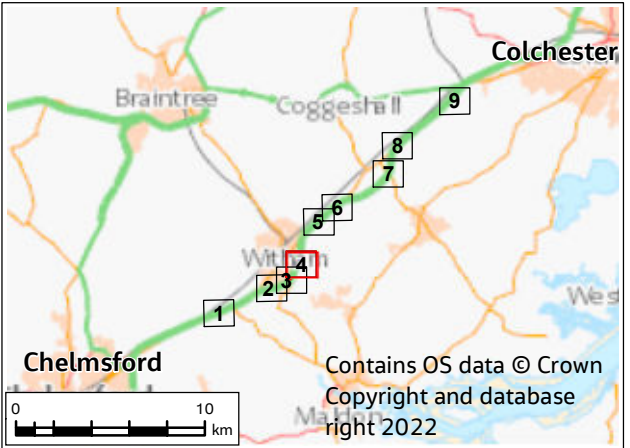 Colchester
Braintree
Coggeshall
9
8
7
6
5
Witham
4
3
2
1
West
Chelmsford
Contains OS data © Crown
Copyright and database
right 2022
Maldon
0 10
km